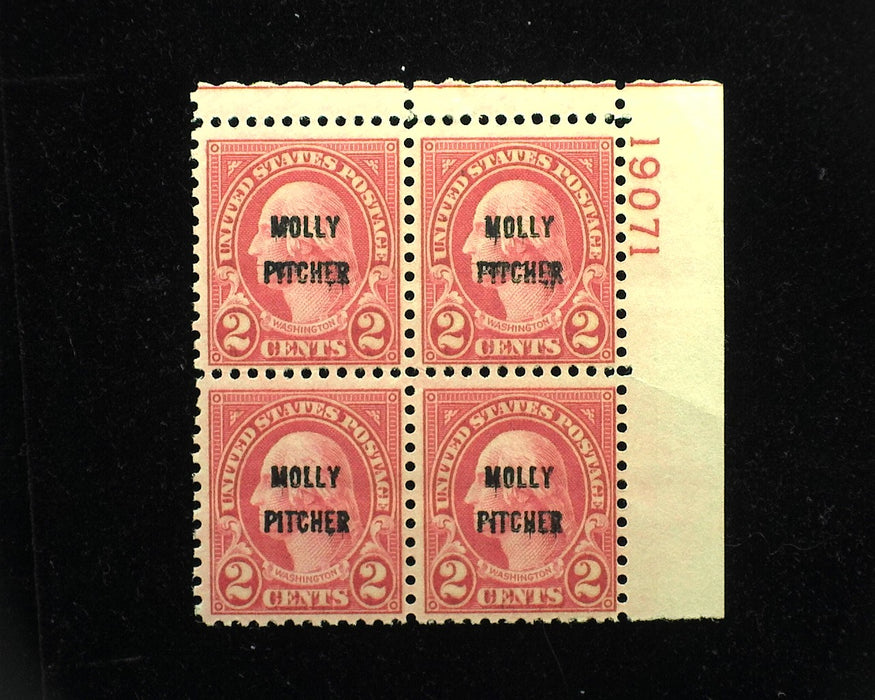 UNITED STATES POSTAGE
MOLLY
PITCHER
WASHINGTON
2 CENTS 2
UNITED STATES POSTAGE
MOLLY
PITCHER
WASHINGTON
2 CENTS 2
19071
UNITED STATES POSTAGE
MOLLY
PITCHER
WASHINGTON
2 CENTS 2
UNITED STATES POSTAGE
MOLLY
PITCHER
WASHINGTON
2 CENTS 2